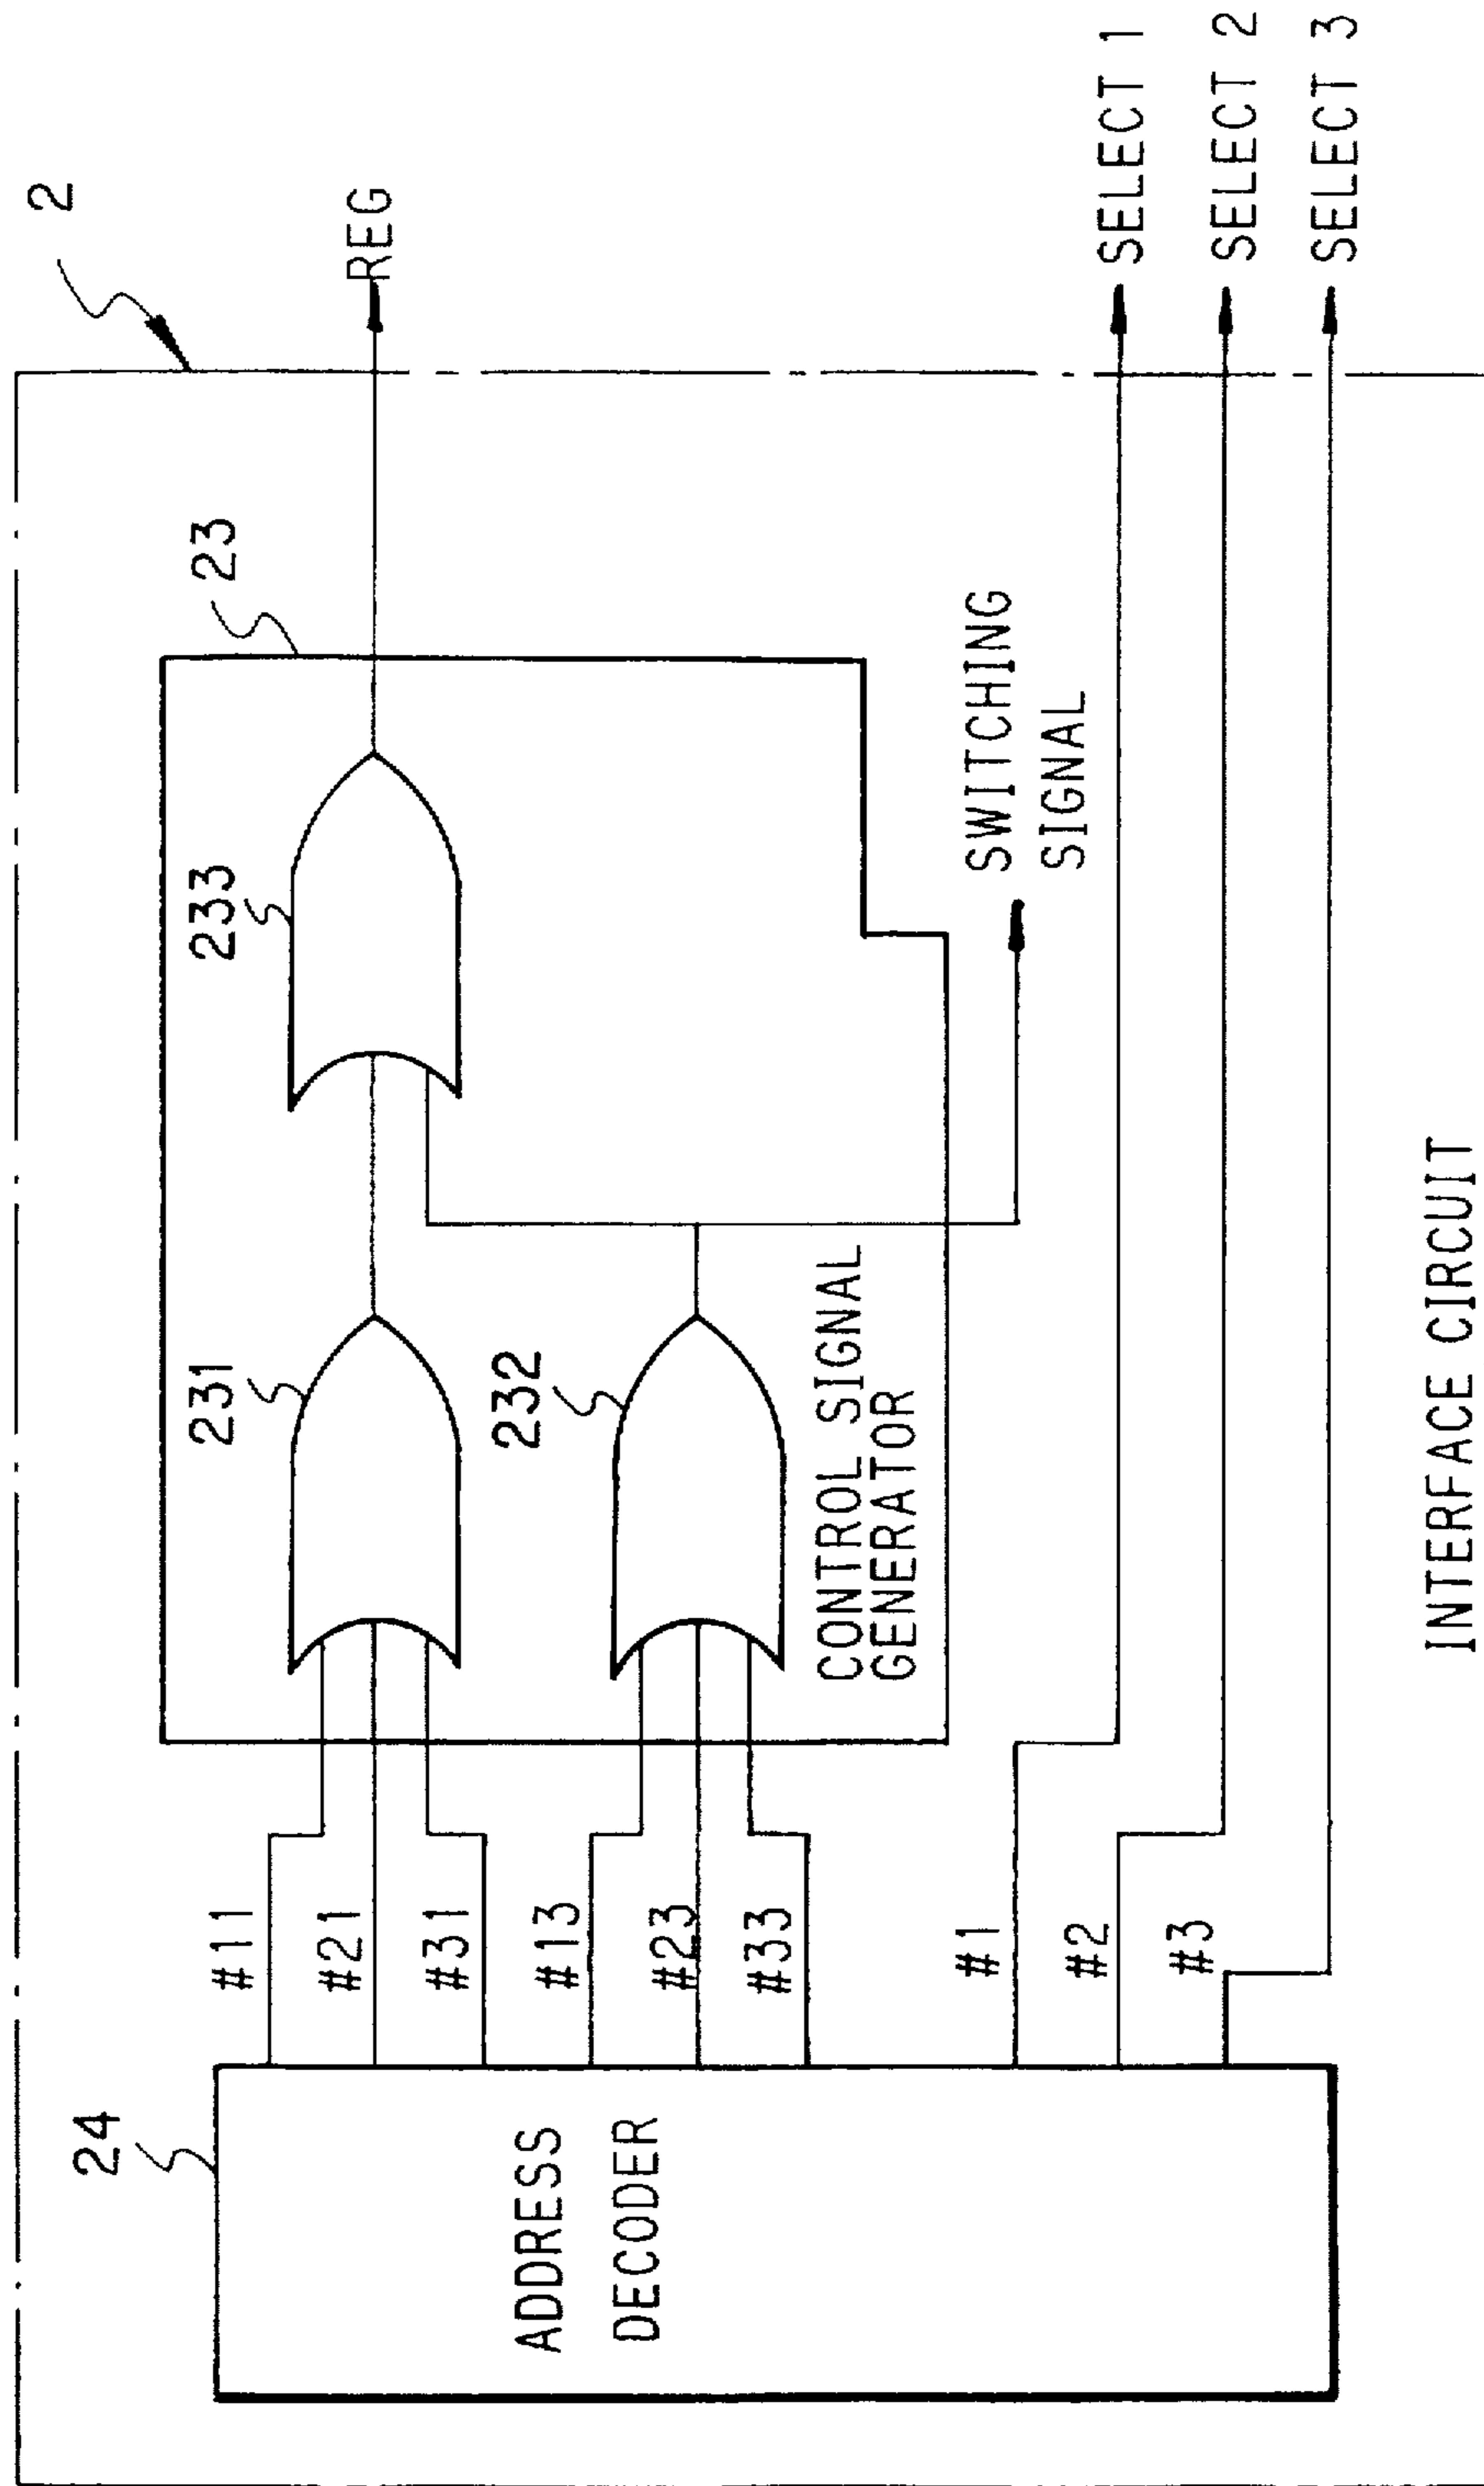 2
REG
23
233
231
232
CONTROL SIGNAL
GENERATOR
SWITCHING
SIGNAL
24
ADDRESS
DECODER
#11
#21
#31
#13
#23
#33
#1
#2
#3
SELECT 1
SELECT 2
SELECT 3
INTERFACE CIRCUIT